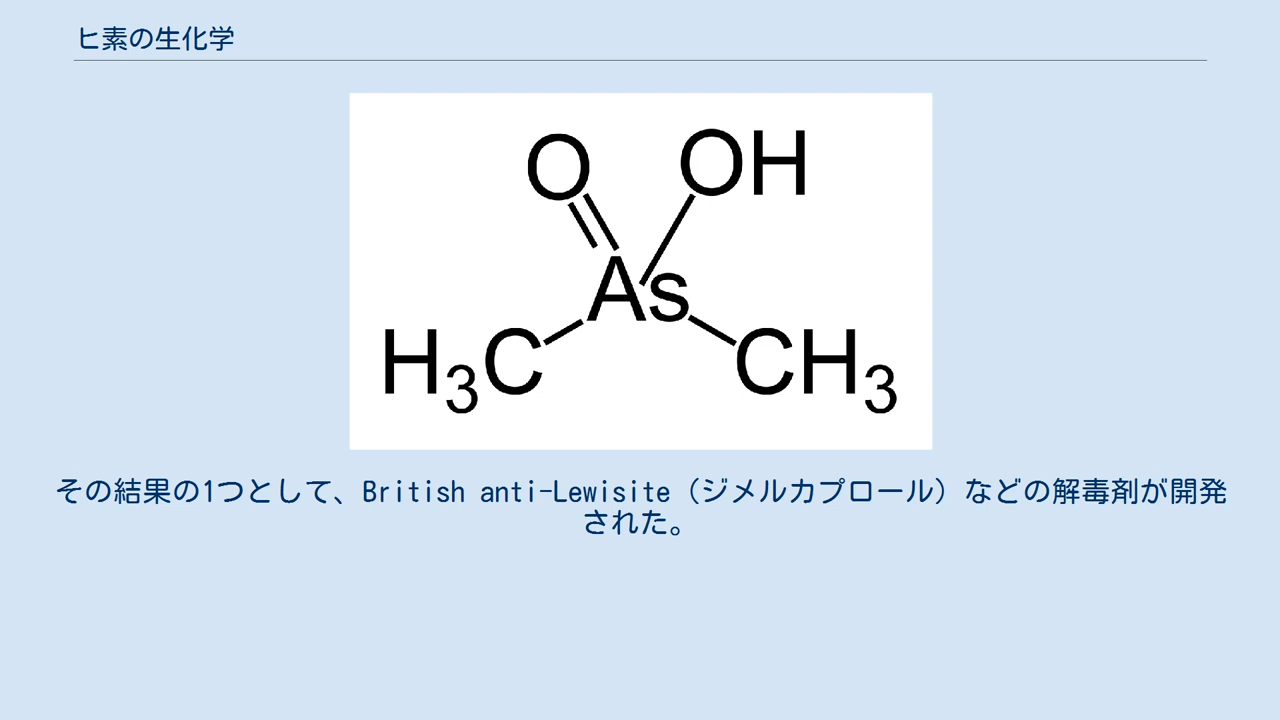 ヒ素の生化学
O OH
As
H3C CH3
その結果の1つとして、British anti-Lewisite（ジメルカプロール）などの解毒剤が開発
された。